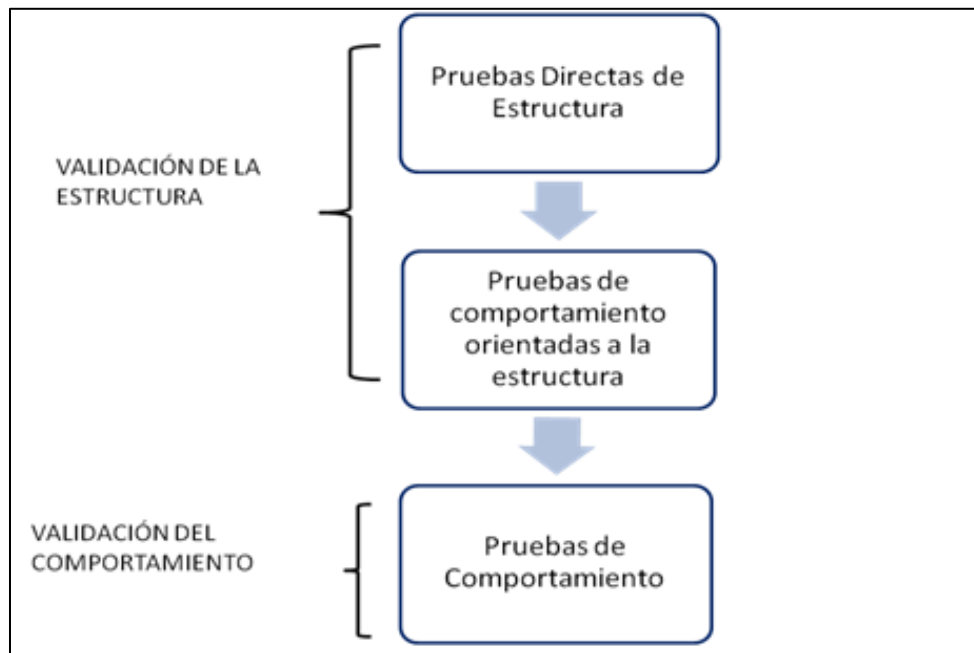 Pruebas Directas de
Estructura
VALIDACIÓN DE LA
ESTRUCTURA
Pruebas de
comportamiento
orientadas a la
estructura
VALIDACIÓN DEL
COMPORTAMIENTO
Pruebas de
Comportamiento